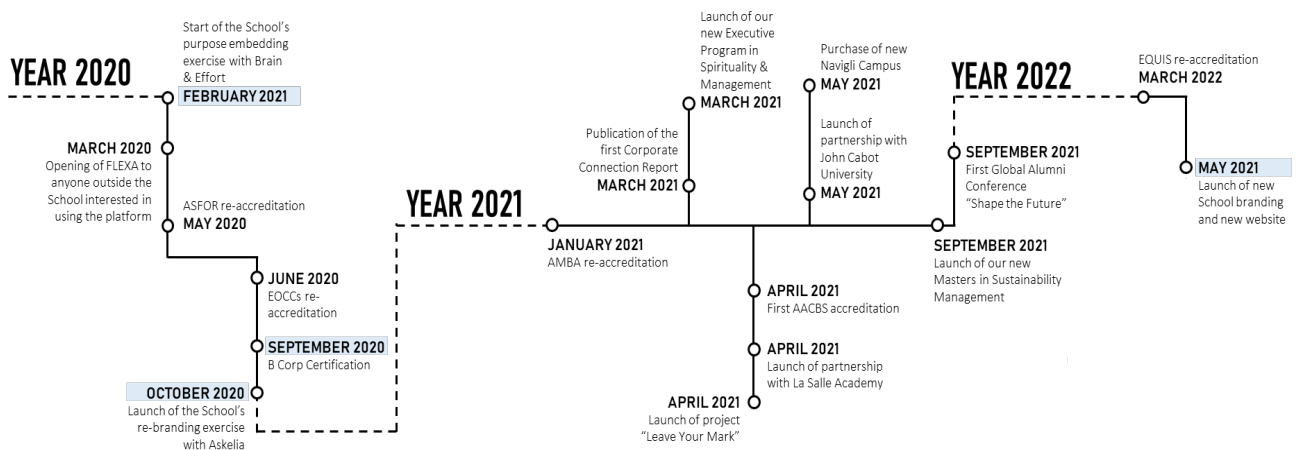 YEAR 2020
Start of the School's
purpose embedding
exercise with Brain
& Effort
FEBRUARY 2021
MARCH 2020
Opening of FLEXA to
anyone outside the
School interested in
using the platform
ASFOR re-accreditation
MAY 2020
JUNE 2020
EOCCs re-
accreditation
SEPTEMBER 2020
B Corp Certification
OCTOBER 2020
Launch of the School's
re-branding exercise
with Askelia
YEAR 2021
JANUARY 2021
AMBA re-accreditation
Publication of the
first Corporate
Connection Report
MARCH 2021
Launch of our
new Executive
Program in
Spirituality &
Management
MARCH 2021
APRIL 2021
First AACBS accreditation
APRIL 2021
Launch of partnership
with La Salle Academy
APRIL 2021
Launch of project
“Leave Your Mark”
Purchase of new
Navigli Campus
MAY 2021
Launch of
partnership with
John Cabot
University
MAY 2021
SEPTEMBER 2021
Launch of our new
Masters in Sustainability
Management
YEAR 2022
SEPTEMBER 2021
First Global Alumni
Conference
“Shape the Future”
EQUIS re-accreditation
MARCH 2022
MAY 2021
Launch of new
School branding
and new website